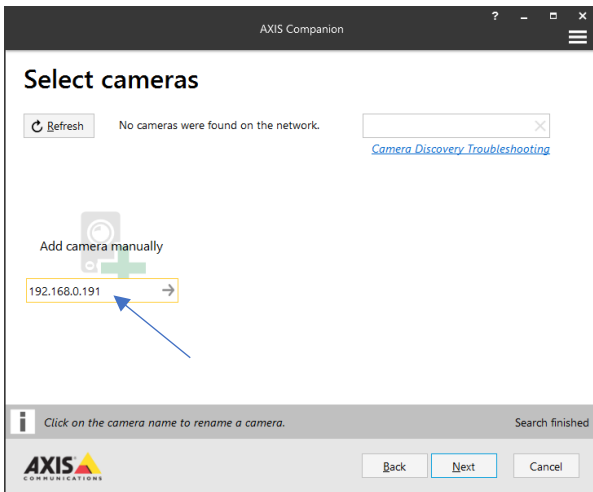 AXIS Companion
?
Select cameras
Refresh
No cameras were found on the network.
Camera Discovery Troubleshooting
Add camera manually
192.168.0.191
Click on the camera name to rename a camera.
Search finished
AXIS
COMMUNICATIONS
Back
Next
Cancel